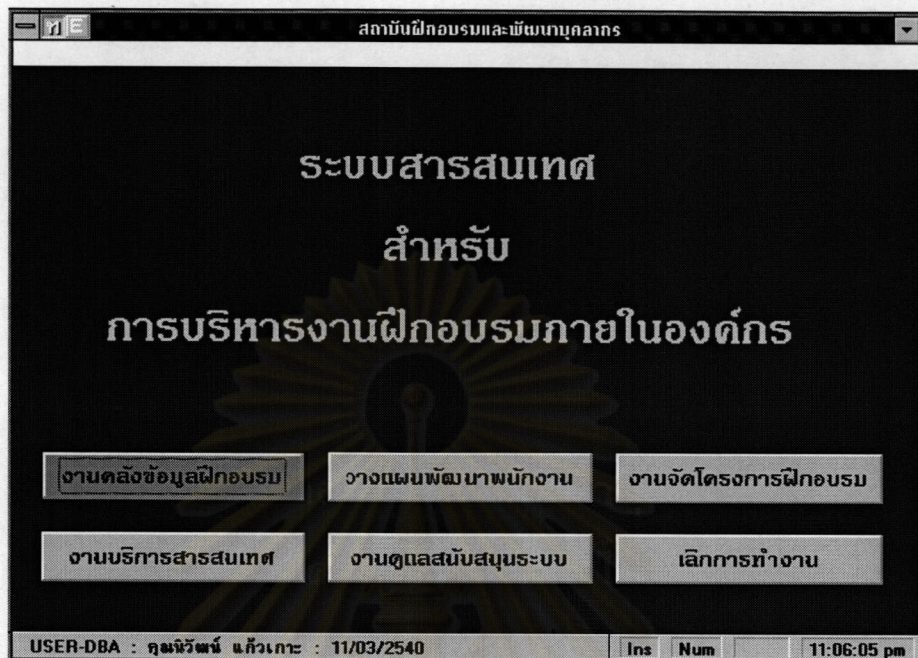 ท E สถาบันฝึกอบรมและพัฒนาบุคลากร
ระบบสารสนเทศ
สำหรับ
การบริหารงานฝึกอบรมภายในองค์กร
งานคลังข้อมูลฝึกอบรม วางแผนพัฒนาพนักงาน งานจัดโครงการฝึกอบรม
งานบริการสารสนเทศ งานดูแลสนับสนุนระบบ เลิกการทำงาน
USER-DBA : คุณนิวัฒน์ แก้วเกาะ : 11/03/2540 Ins Num 11:06:05 pm